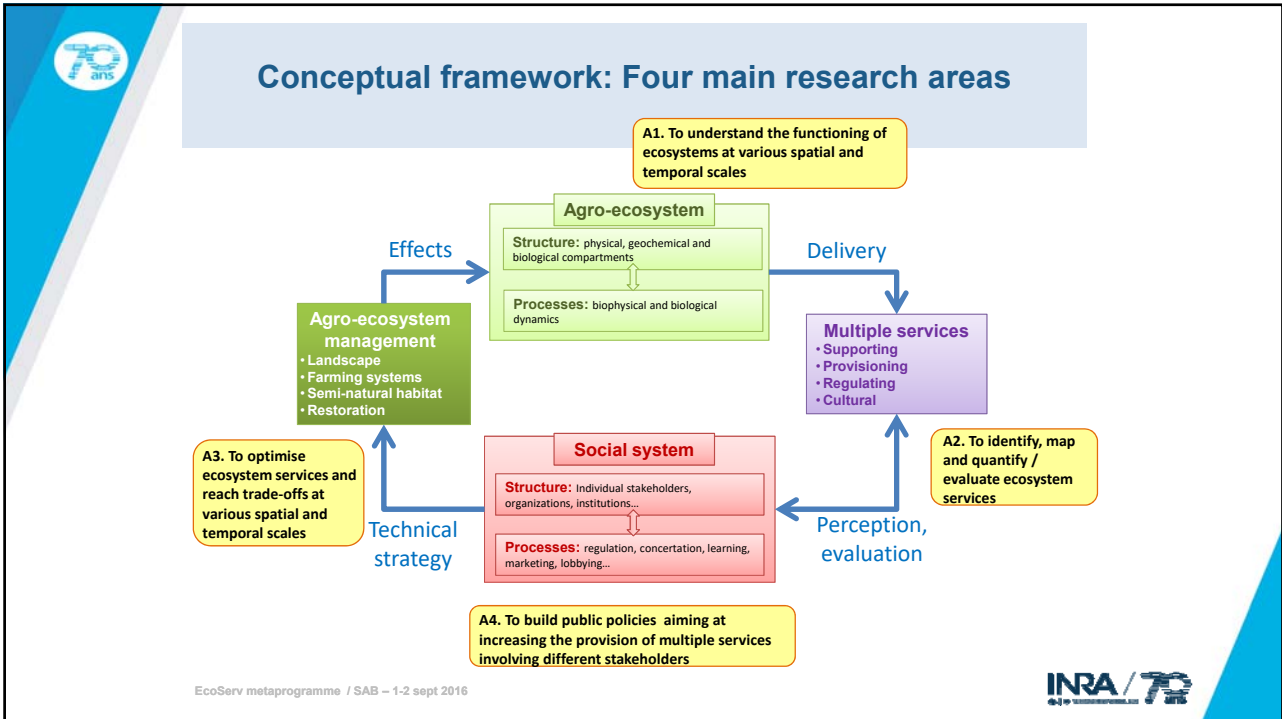 70
ans
Conceptual framework: Four main research areas
A1. To understand the functioning of
ecosystems at various spatial and
temporal scales
Agro-ecosystem
Structure: physical, geochemical and
biological compartments
Processes: biophysical and biological
dynamics
Effects
Delivery
Agro-ecosystem
management
• Landscape
• Farming systems
• Semi-natural habitat
• Restoration
Multiple services
• Supporting
• Provisioning
• Regulating
• Cultural
A3. To optimise
ecosystem services and
reach trade-offs at
various spatial and
temporal scales
Social system
Structure: Individual stakeholders,
organizations, institutions...
Processes: regulation, concertation, learning,
marketing, lobbying...
A2. To identify, map
and quantify /
evaluate ecosystem
services
Technical
strategy
Perception,
evaluation
A4. To build public policies aiming at
increasing the provision of multiple services
involving different stakeholders
EcoServ metaprogramme / SAB – 1-2 sept 2016
INRA / 70